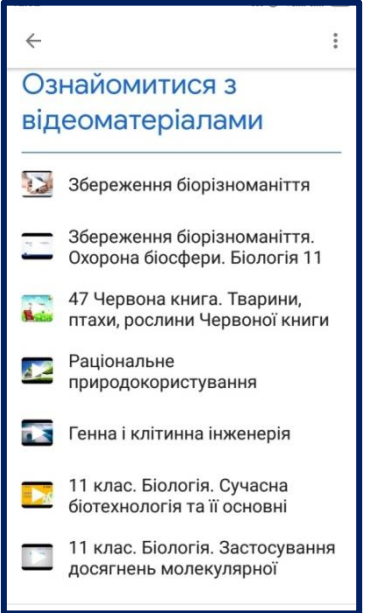 Ознайомитися з
відеоматеріалами
Збереження біорізноманіття
Збереження біорізноманіття.
Охорона біосфери. Біологія 11
47 Червона книга. Тварини,
птахи, рослини Червоної книги
Раціональне
природокористування
Генна і клітинна інженерія
11 клас. Біологія. Сучасна
біотехнологія та її основні
11 клас. Біологія. Застосування
досягнень молекулярної